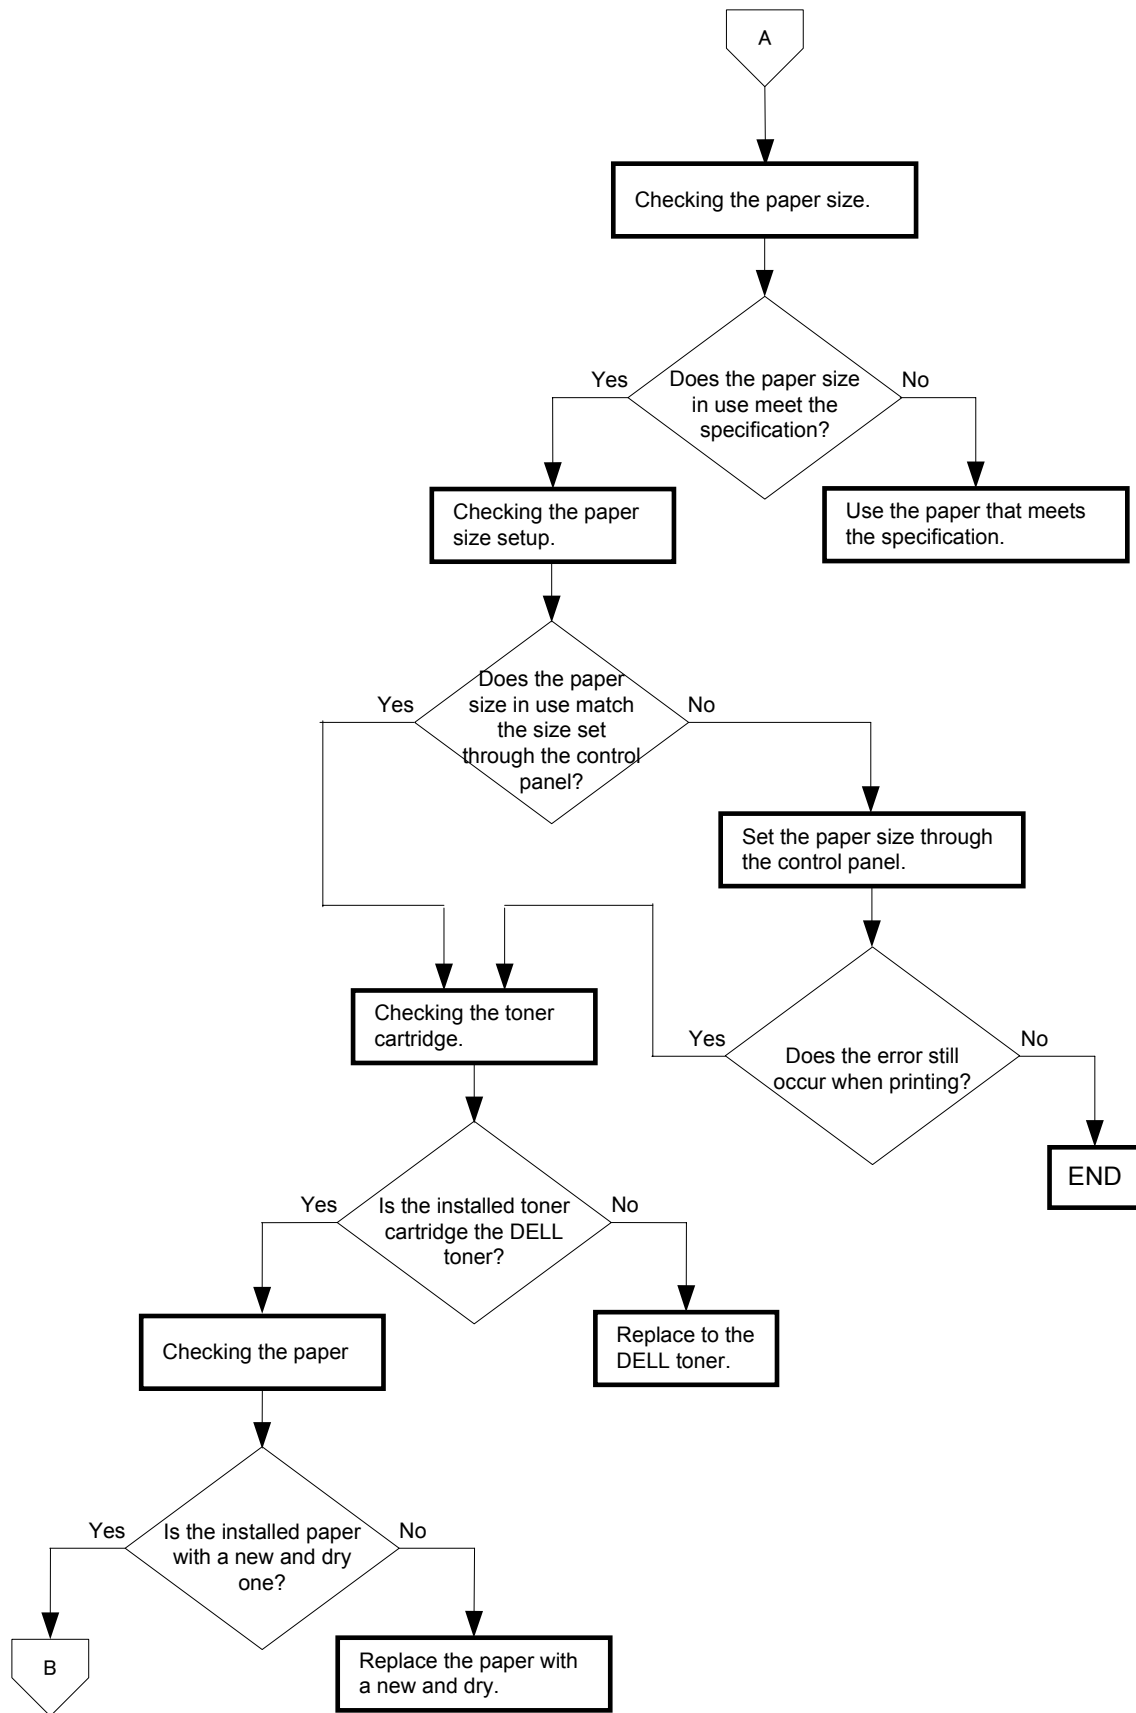 A
Checking the paper size.
Yes
No
Does the paper size
in use meet the
specification?
Checking the paper
size setup.
Use the paper that meets
the specification.
Yes
No
Does the paper
size in use match
the size set
through the control
panel?
Set the paper size through
the control panel.
Checking the toner
cartridge.
Yes
No
Does the error still
occur when printing?
END
Yes
No
Is the installed toner
cartridge the DELL
toner?
Checking the paper
Replace to the
DELL toner.
Yes
No
Is the installed paper
with a new and dry
one?
B
Replace the paper with
a new and dry.